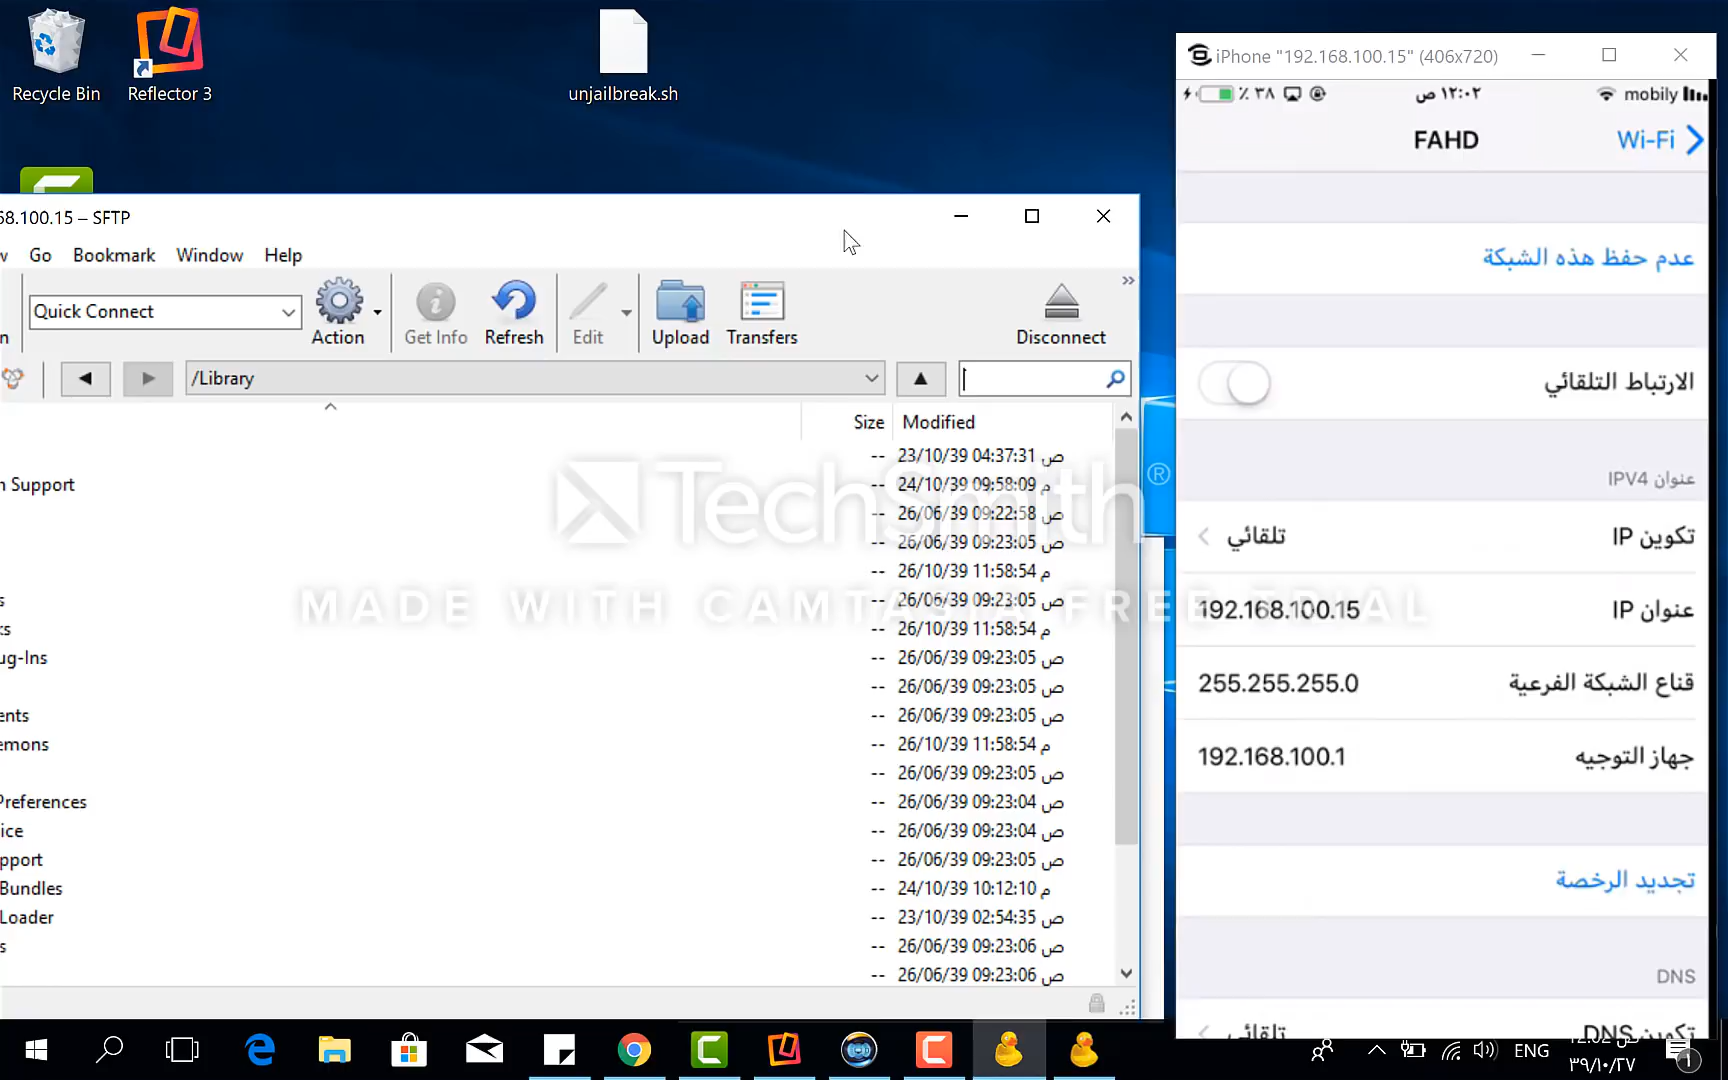 Recycle Bin
Reflector 3
unjailbreak.sh
68.100.15 – SFTP
Go Bookmark Window Help
Quick Connect
Action
Get Info
Refresh
Edit
Upload
Transfers
Disconnect
/Library
Size Modified
-- 23/10/39 04:37:31 ص
n Support -- 24/10/39 09:58:09 م
-- 26/06/39 09:22:58 ص
-- 26/06/39 09:23:05 ص
-- 26/10/39 11:58:54 م
s -- 26/06/39 09:23:05 ص
cs -- 26/10/39 11:58:54 م
ug-Ins -- 26/06/39 09:23:05 ص
-- 26/06/39 09:23:05 ص
ents -- 26/06/39 09:23:05 ص
emons -- 26/10/39 11:58:54 م
-- 26/06/39 09:23:05 ص
Preferences -- 26/06/39 09:23:04 ص
ice -- 26/06/39 09:23:04 ص
pport -- 26/06/39 09:23:05 ص
Bundles -- 24/10/39 10:12:10 م
Loader -- 23/10/39 02:54:35 ص
s -- 26/06/39 09:23:06 ص
-- 26/06/39 09:23:06 ص
TechSmith®
MADE WITH CAMTASIA FREE TRIAL
iPhone "192.168.100.15" (406x720)
٪ ٣٨
١٢:٠٢ ص
mobily
FAHD
Wi-Fi
عدم حفظ هذه الشبكة
الارتباط التلقائي
عنوان IPV4
تكوين IP تلقائي
عنوان IP 192.168.100.15
قناع الشبكة الفرعية 255.255.255.0
جهاز التوجيه 192.168.100.1
تجديد الرخصة
DNS
تكوين DNS تلقائي
ENG
12:02 ص
٣٩/١٠/٢٧
1